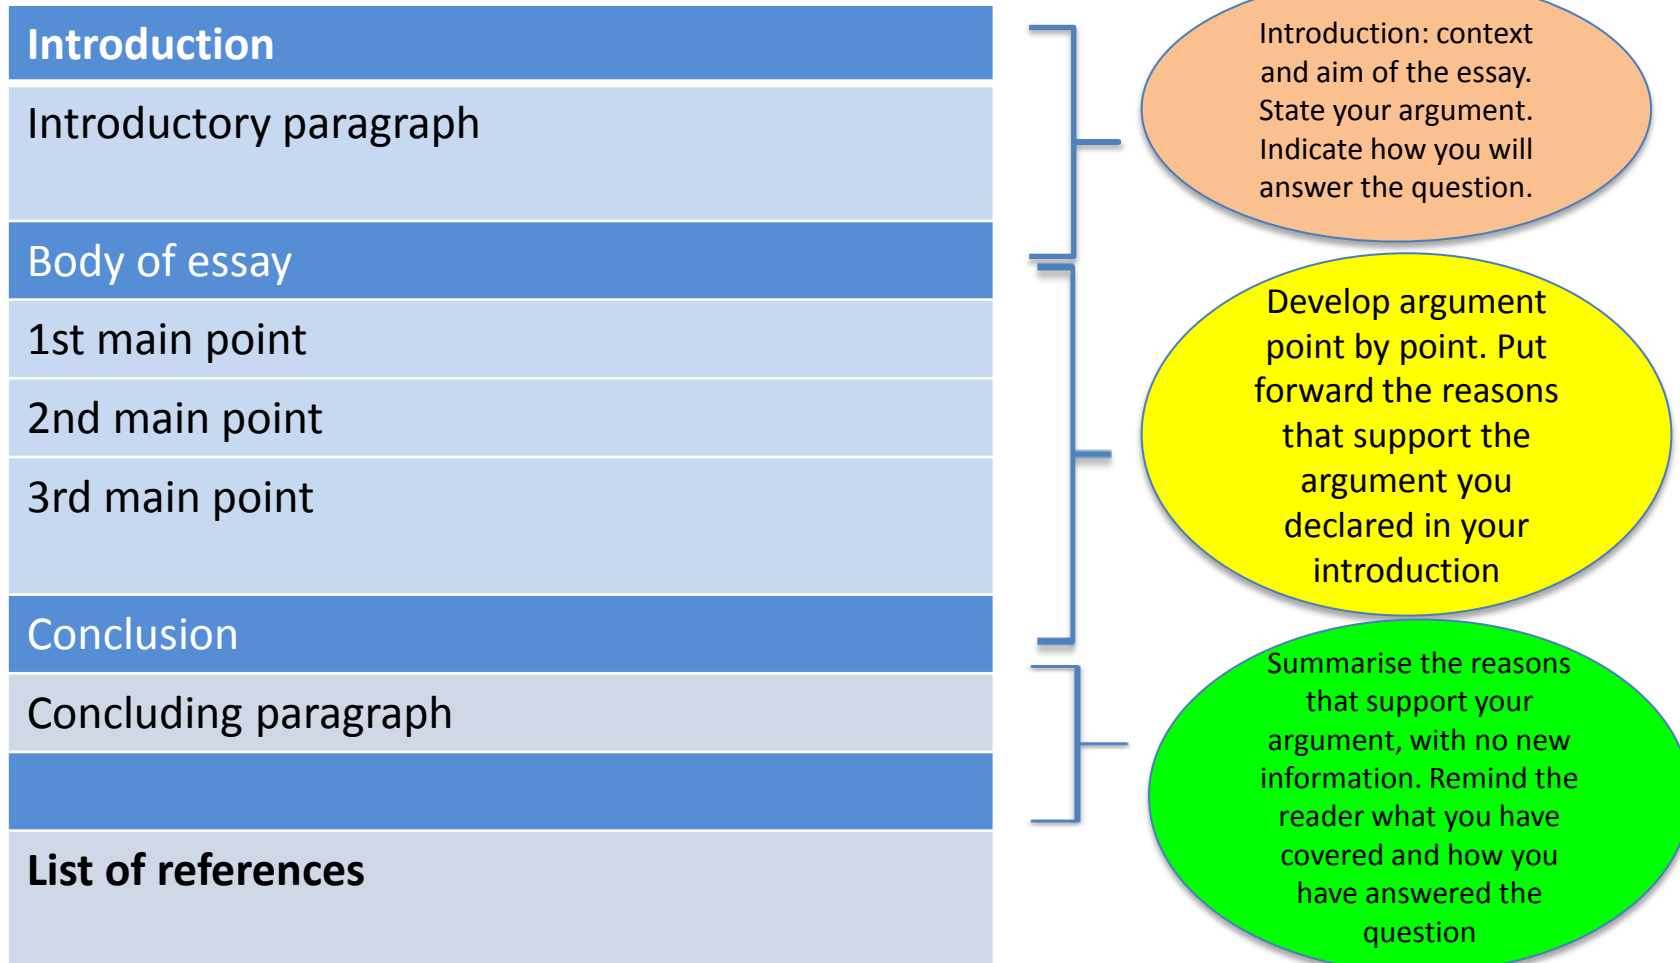 Introduction
Introductory paragraph
Body of essay
1st main point
2nd main point
3rd main point
Conclusion
Concluding paragraph
List of references
Introduction: context
and aim of the essay.
State your argument.
Indicate how you will
answer the question.
Develop argument
point by point. Put
forward the reasons
that support the
argument you
declared in your
introduction
Summarise the reasons
that support your
argument, with no new
information. Remind the
reader what you have
covered and how you
have answered the
question